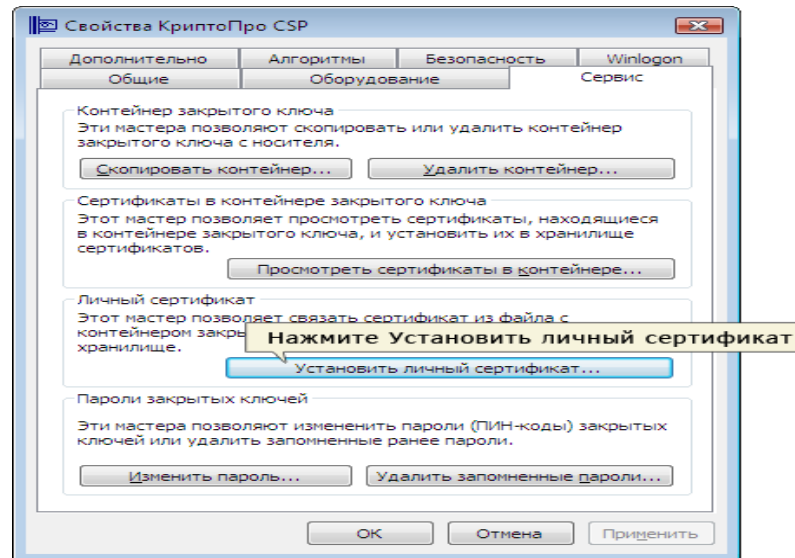 Свойства КриптоПро CSP
Дополнительно Алгоритмы Безопасность Winlogon
Общие Оборудование Сервис
Контейнер закрытого ключа
Эти мастера позволяют скопировать или удалить контейнер
закрытого ключа с носителя.
Скопировать контейнер... Удалить контейнер...
Сертификаты в контейнере закрытого ключа
Этот мастер позволяет просмотреть сертификаты, находящиеся
в контейнере закрытого ключа, и установить их в хранилище
сертификатов.
Просмотреть сертификаты в контейнере...
Личный сертификат
Этот мастер позволяет связать сертификат из файла с
контейнером закры
Нажмите Установить личный сертификат
хранилище.
Установить личный сертификат...
Пароли закрытых ключей
Эти мастера позволяют измененить пароли (ПИН-коды) закрытых
ключей или удалить запомненные ранее пароли.
Изменить пароль... Удалить запомненные пароли...
ОК Отмена Применить